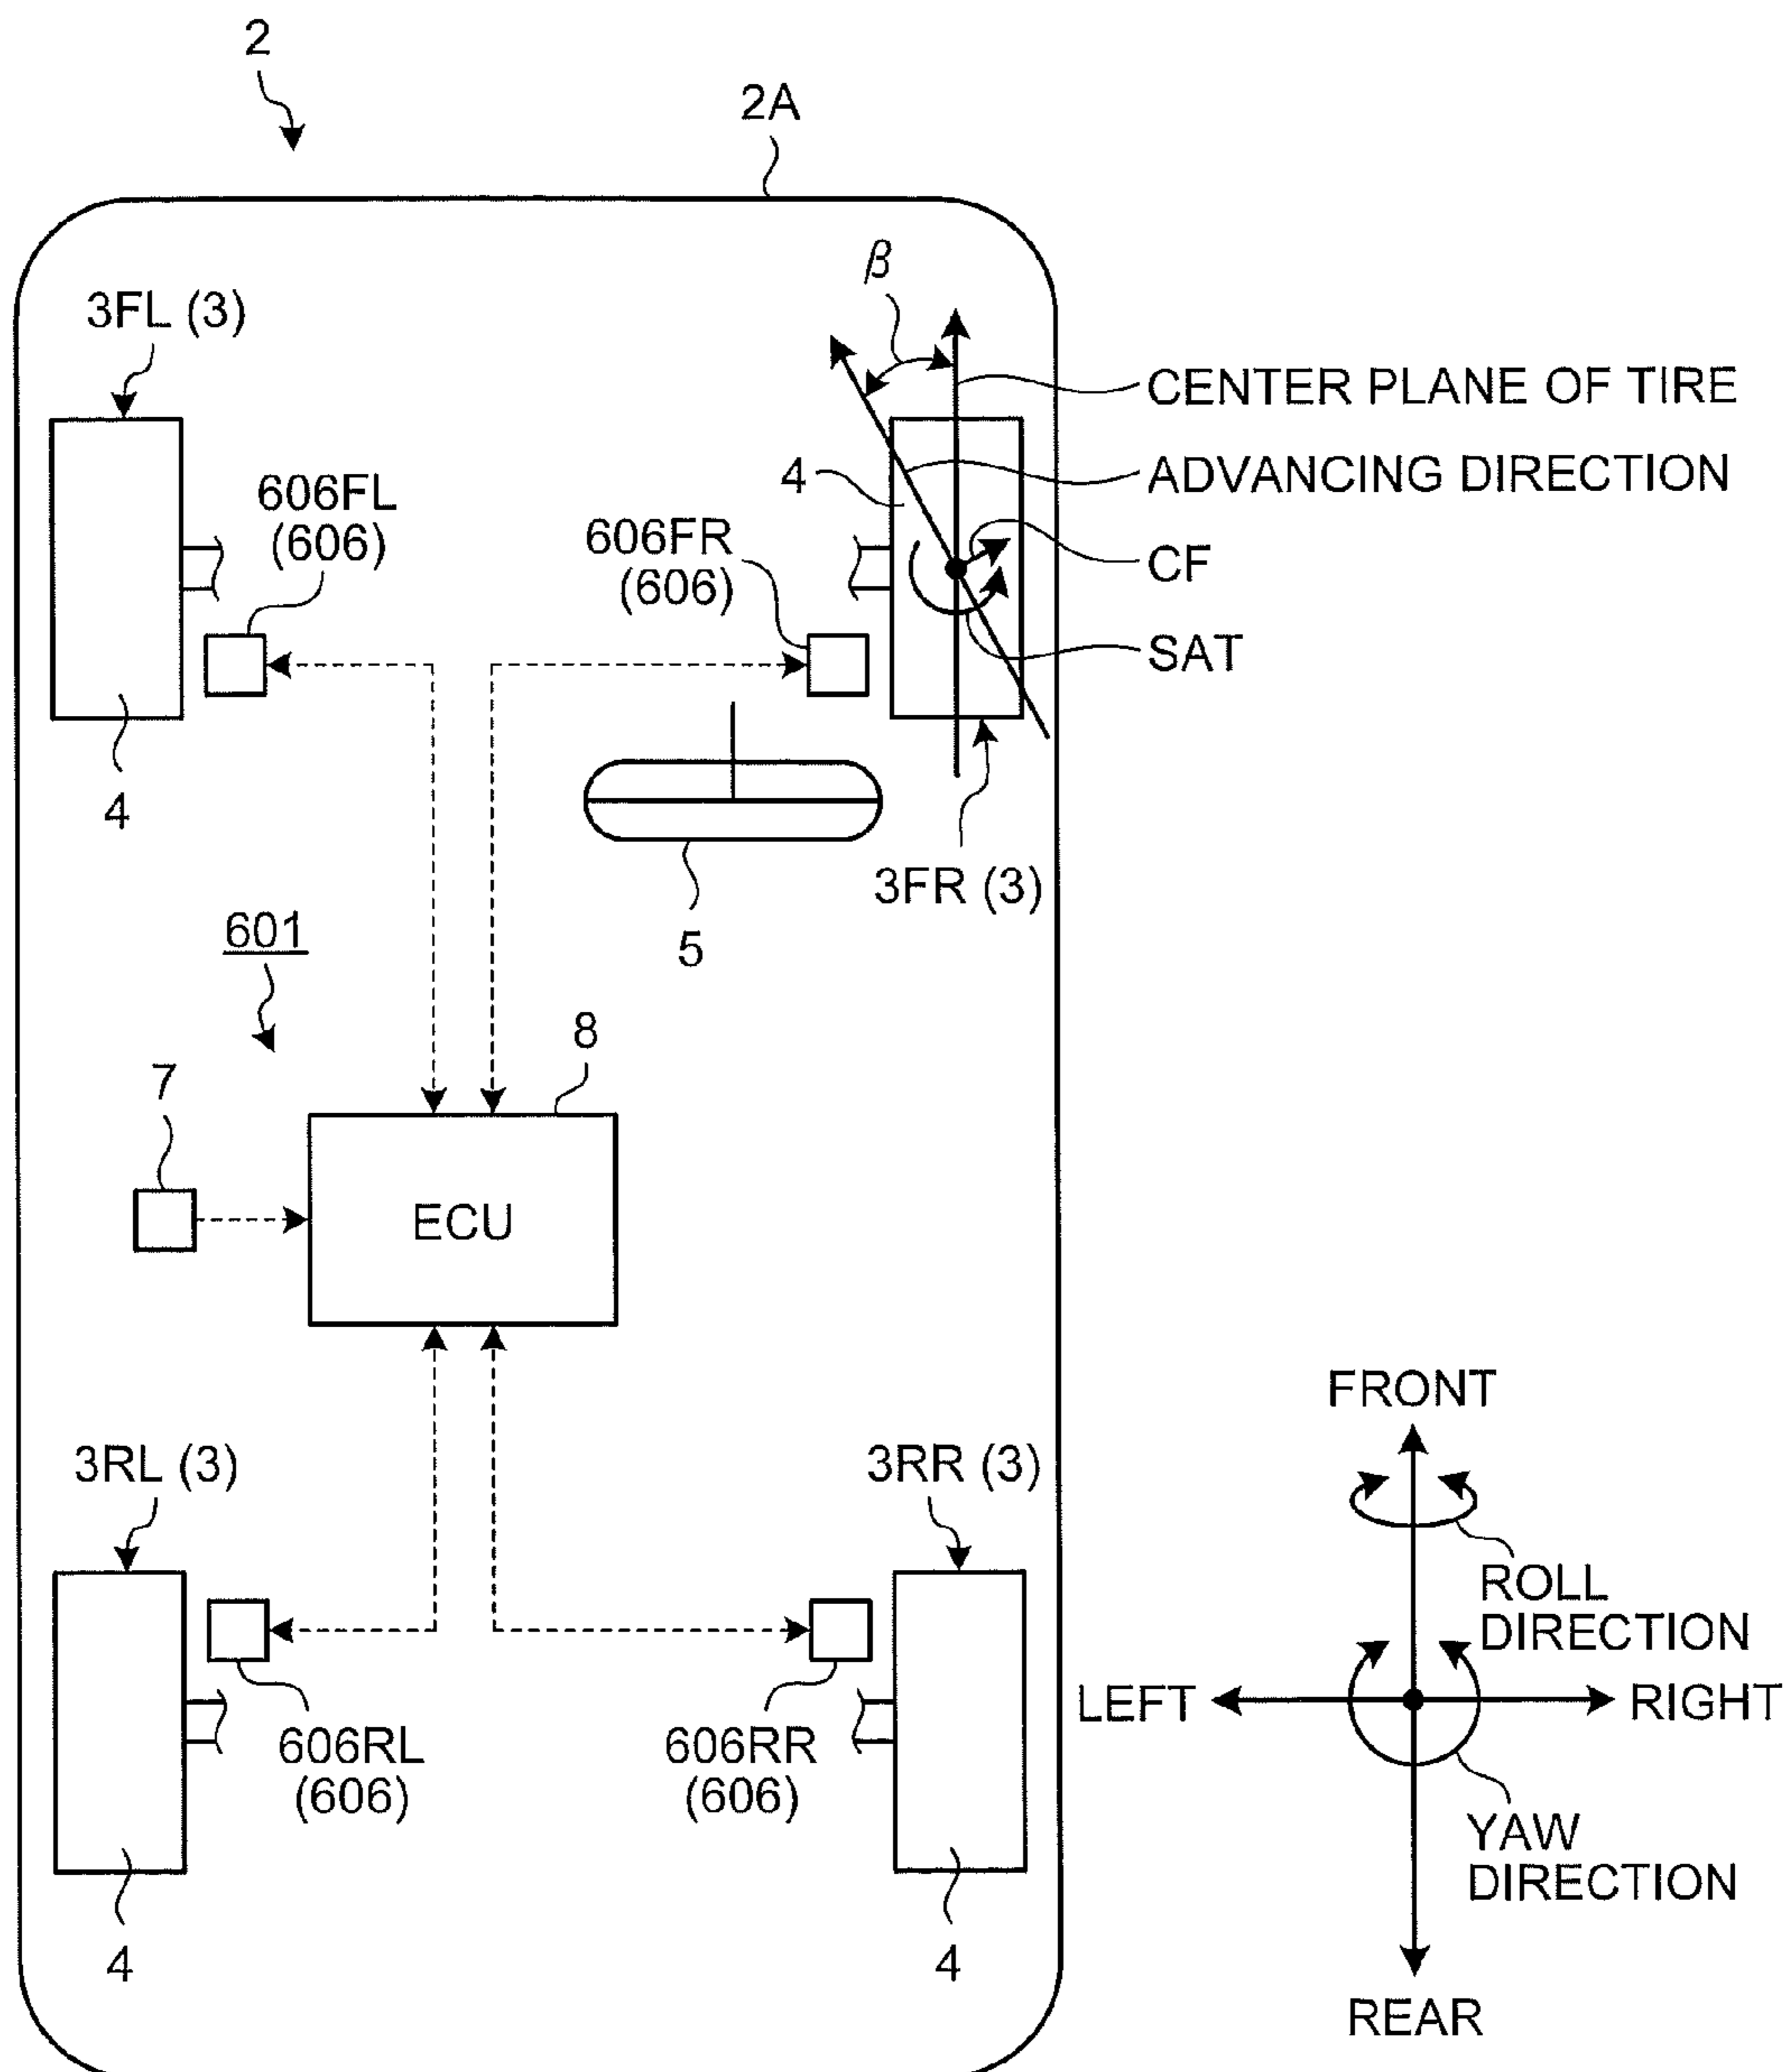 2
2A
β
3FL (3)
CENTER PLANE OF TIRE
4
ADVANCING DIRECTION
606FL
(606)
606FR
(606)
CF
SAT
4
3FR (3)
5
601
8
7
ECU
FRONT
3RL (3)
3RR (3)
ROLL
DIRECTION
LEFT
RIGHT
606RL
(606)
606RR
(606)
YAW
DIRECTION
4
4
REAR